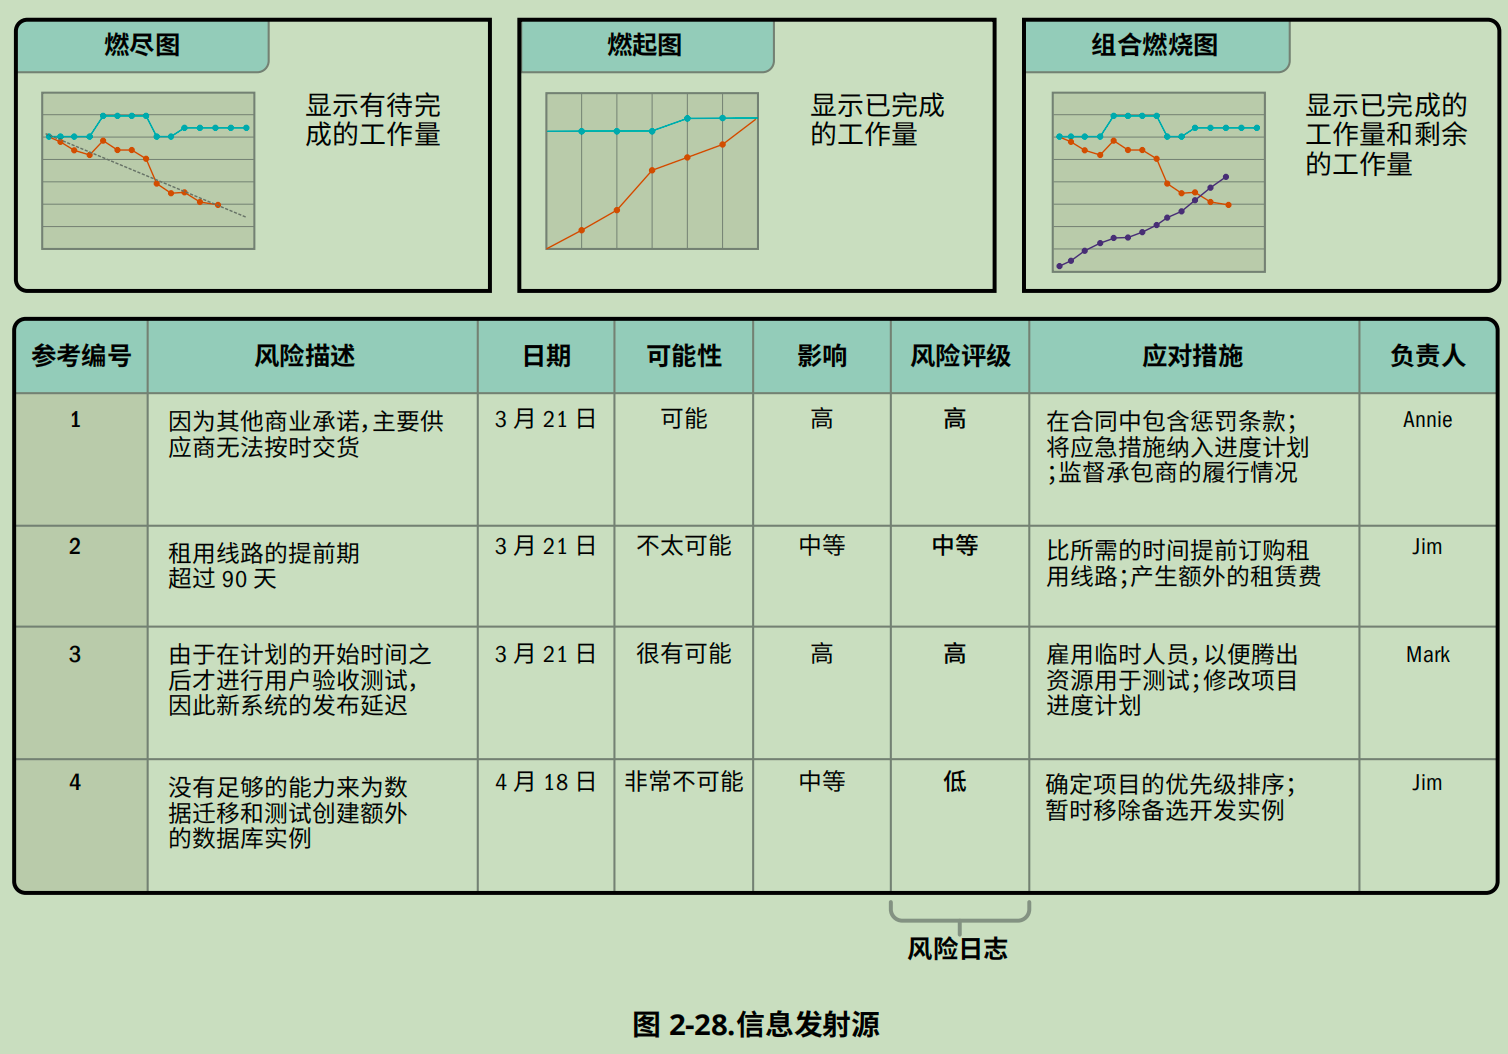 燃尽图
显示有待完
成的工作量
燃起图
显示已完成
的工作量
组合燃烧图
显示已完成的
工作量和剩余
的工作量
参考编号 风险描述 日期 可能性 影响 风险评级 应对措施 负责人
1
因为其他商业承诺,主要供
应商无法按时交货
3 月 21 日
可能
高
高
在合同中包含惩罚条款;
将应急措施纳入进度计划
;监督承包商的履行情况
Annie
2
租用线路的提前期
超过 90 天
3 月 21 日
不太可能
中等
中等
比所需的时间提前订购租
用线路;产生额外的租赁费
Jim
3
由于在计划的开始时间之
后才进行用户验收测试,
因此新系统的发布延迟
3 月 21 日
很有可能
高
高
雇用临时人员,以便腾出
资源用于测试;修改项目
进度计划
Mark
4
没有足够的能力来为数
据迁移和测试创建额外
的数据库实例
4 月 18 日
非常不可能
中等
低
确定项目的优先级排序;
暂时移除备选开发实例
Jim
风险日志
图 2-28.信息发射源